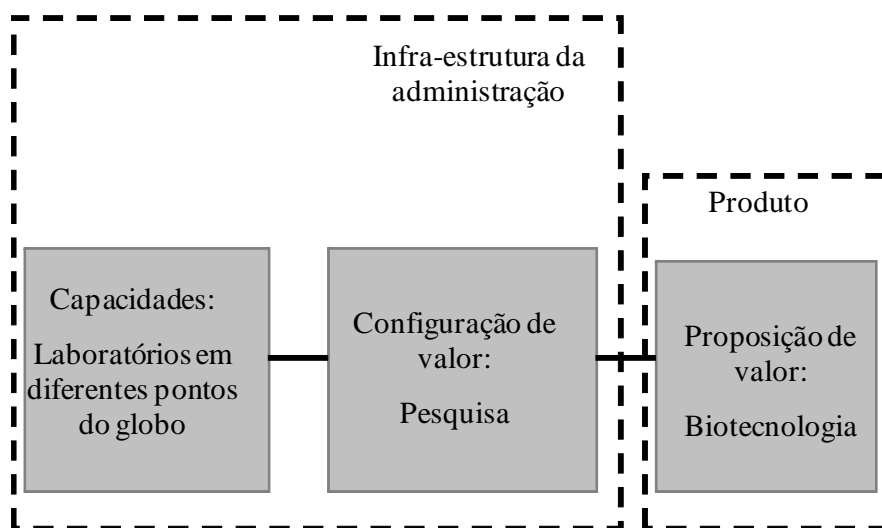 Infra-estrutura da
administração
Produto
Capacidades:
Laboratórios em
diferentes pontos
do globo
Configuração de
valor:
Pesquisa
Proposição de
valor:
Biotecnologia